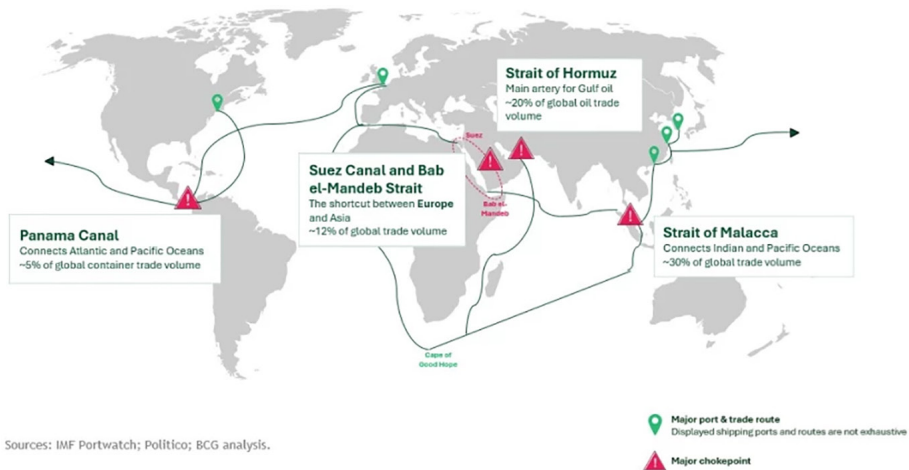 Strait of Hormuz
Main artery for Gulf oil
~20% of global oil trade
volume
Suez
Suez Canal and Bab
el-Mandeb Strait
The shortcut between Europe
and Asia
~12% of global trade volume
Bab el-
Mandeb
Panama Canal
Connects Atlantic and Pacific Oceans
~5% of global container trade volume
Strait of Malacca
Connects Indian and Pacific Oceans
~30% of global trade volume
Cape of
Good Hope
Major port & trade route
Displayed shipping ports and routes are not exhaustive
Major chokepoint
Sources: IMF Portwatch; Politico; BCG analysis.